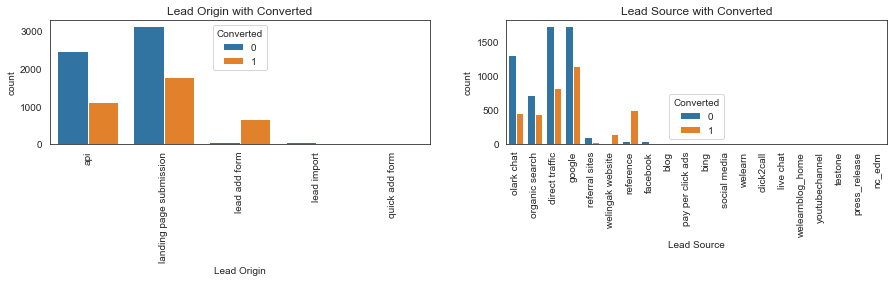 Lead Origin with Converted
3000
2000
1000
0
count
Converted
0
1
api
landing page submission
lead add form
lead import
quick add form
Lead Origin
Lead Source with Converted
1500
1000
500
0
count
Converted
0
1
olark chat
organic search
direct traffic
google
referral sites
welingak website
reference
facebook
blog
pay per click ads
bing
social media
welearn
click2call
live chat
welearnblog_home
youtubechannel
testone
press_release
nc_edm
Lead Source